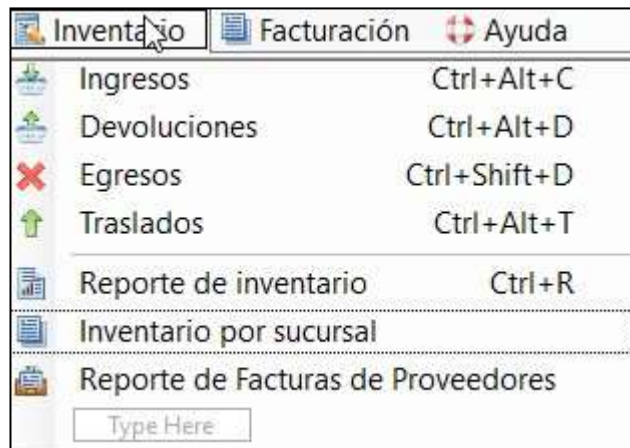 Inventario Facturación Ayuda
Ingresos Ctrl+Alt+C
Devoluciones Ctrl+Alt+D
Egresos Ctrl+Shift+D
Traslados Ctrl+Alt+T
Reporte de inventario Ctrl+R
Inventario por sucursal
Reporte de Facturas de Proveedores
Type Here